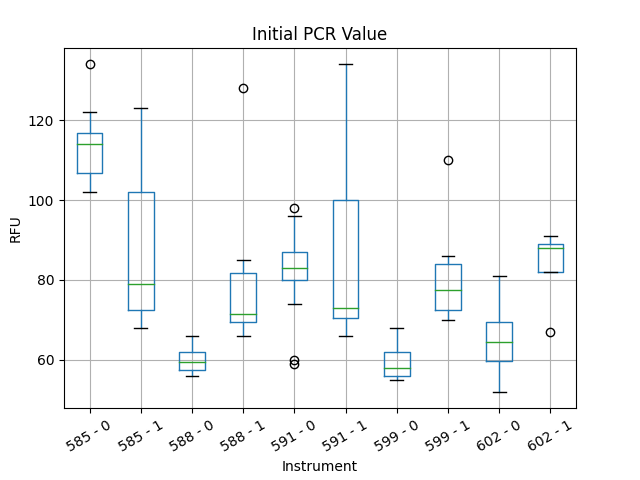 Initial PCR Value
RFU
120
100
80
60
585 - 0
585 - 1
588 - 0
588 - 1
591 - 0
591 - 1
599 - 0
599 - 1
602 - 0
602 - 1
Instrument